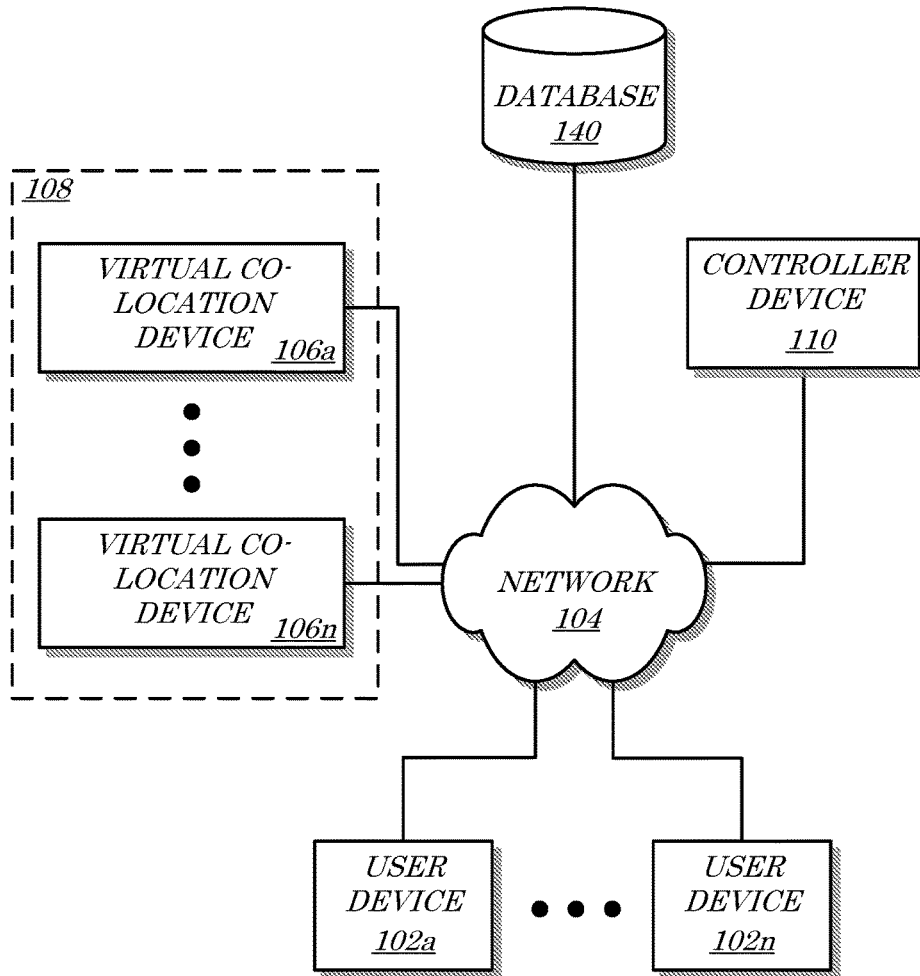 DATABASE
140
108
VIRTUAL CO-
LOCATION
DEVICE
106a
CONTROLLER
DEVICE
110
VIRTUAL CO-
LOCATION
DEVICE
106n
NETWORK
104
USER
DEVICE
102a
USER
DEVICE
102n